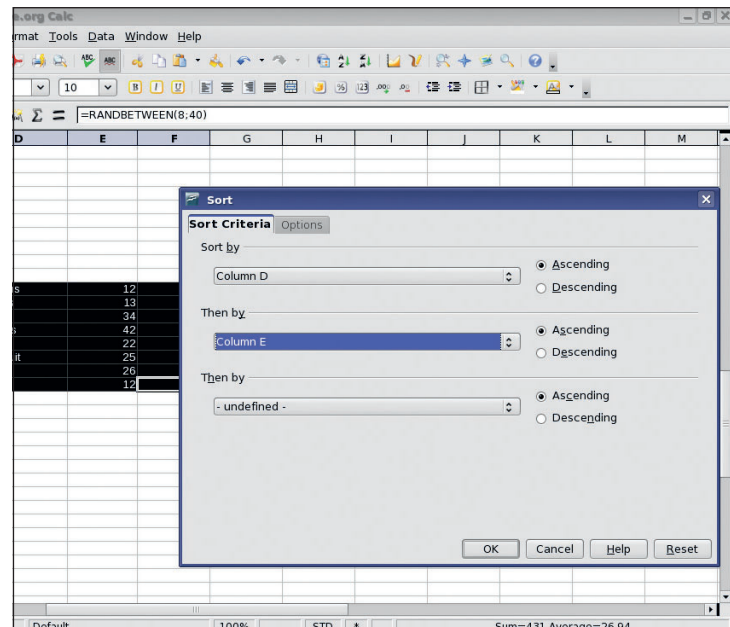 e.org Calc
rmat Tools Data Window Help
10
=RANDBETWEEN(8;40)
D E F G H I J K L M
Sort
Sort Criteria Options
Sort by
Column D
Ascending
Descending
Then by
Column E
Ascending
Descending
Then by
- undefined -
Ascending
Descending
OK Cancel Help Reset
s 12
13
34
s 42
22
it 25
26
12
Default 100% STD * Sum=431 Average=26.94